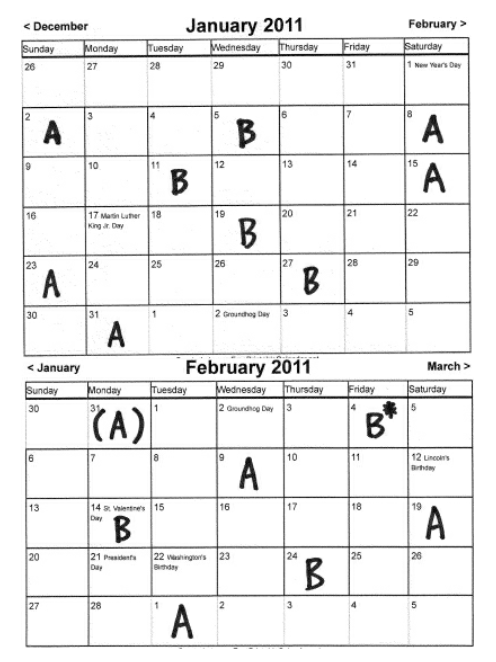 < December January 2011 February >
Sunday Monday Tuesday Wednesday Thursday Friday Saturday
26 27 28 29 30 31 1 New Year's Day
2 A 3 4 5 B 6 7 8 A
9 10 11 B 12 13 14 15 A
16 17 Martin Luther King Jr. Day 18 19 B 20 21 22
23 A 24 25 26 27 B 28 29
30 31 A 1 2 Groundhog Day 3 4 5
< January February 2011 March >
Sunday Monday Tuesday Wednesday Thursday Friday Saturday
30 31 (A) 1 2 Groundhog Day 3 4 B* 5
6 7 8 9 A 10 11 12 Lincoln's Birthday
13 14 St. Valentine's Day B 15 16 17 18 19 A
20 21 President's Day 22 Washington's Birthday 23 24 B 25 26
27 28 1 A 2 3 4 5